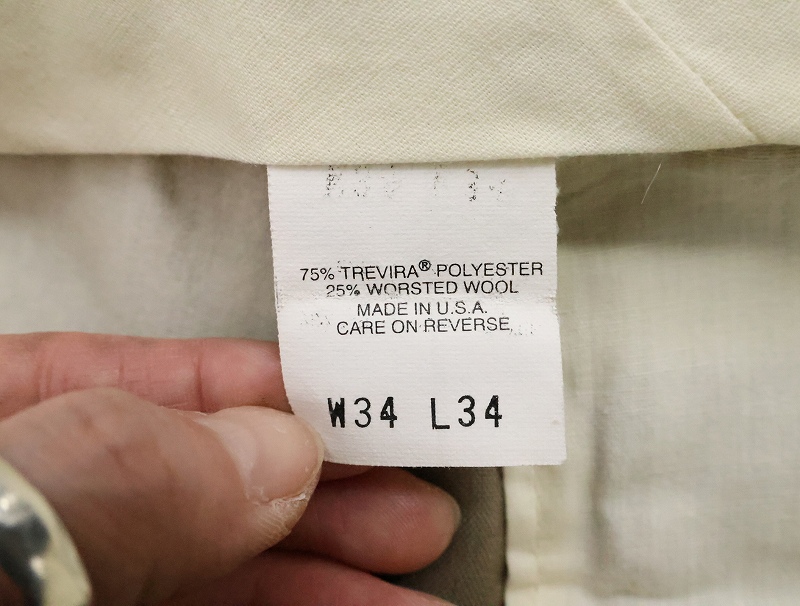 75% TREVIRA® POLYESTER
25% WORSTED WOOL
MADE IN U.S.A.
CARE ON REVERSE
W34 L34